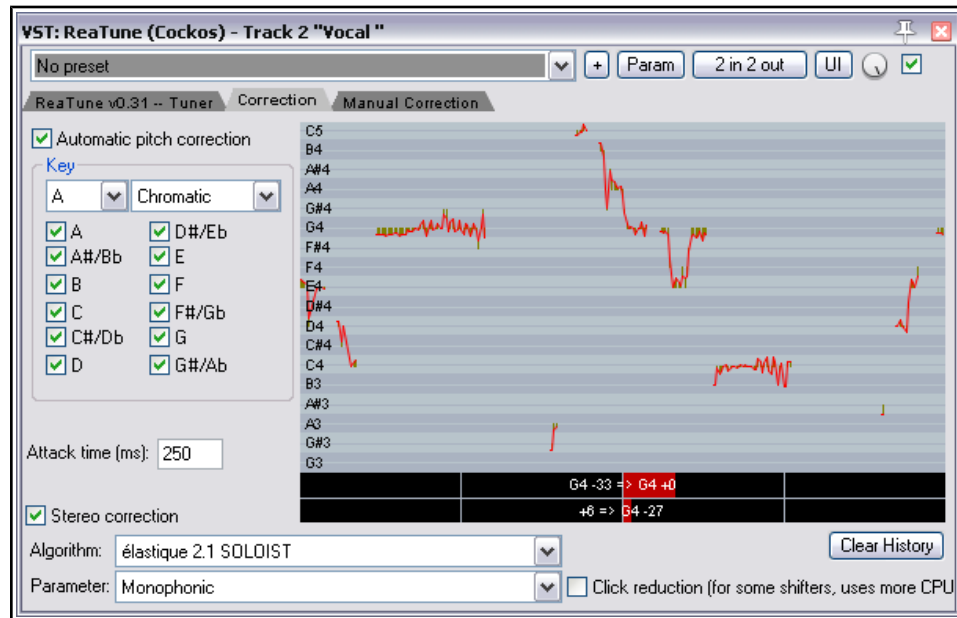 VST: ReaTune (Cockos) - Track 2 "Vocal "
No preset
+ Param 2 in 2 out UI
ReaTune v0.31 -- Tuner Correction Manual Correction
Automatic pitch correction
Key
A Chromatic
A D#/Eb
A#/Bb E
B F
C F#/Gb
C#/Db G
D G#/Ab
Attack time (ms): 250
C5
B4
A#4
A4
G#4
G4
F#4
F4
E4
D#4
D4
C#4
C4
B3
A#3
A3
G#3
G3
G4 -33 => G4 +0
+6 => G4 -27
Stereo correction
Algorithm: élastique 2.1 SOLOIST Clear History
Parameter: Monophonic Click reduction (for some shifters, uses more CPU